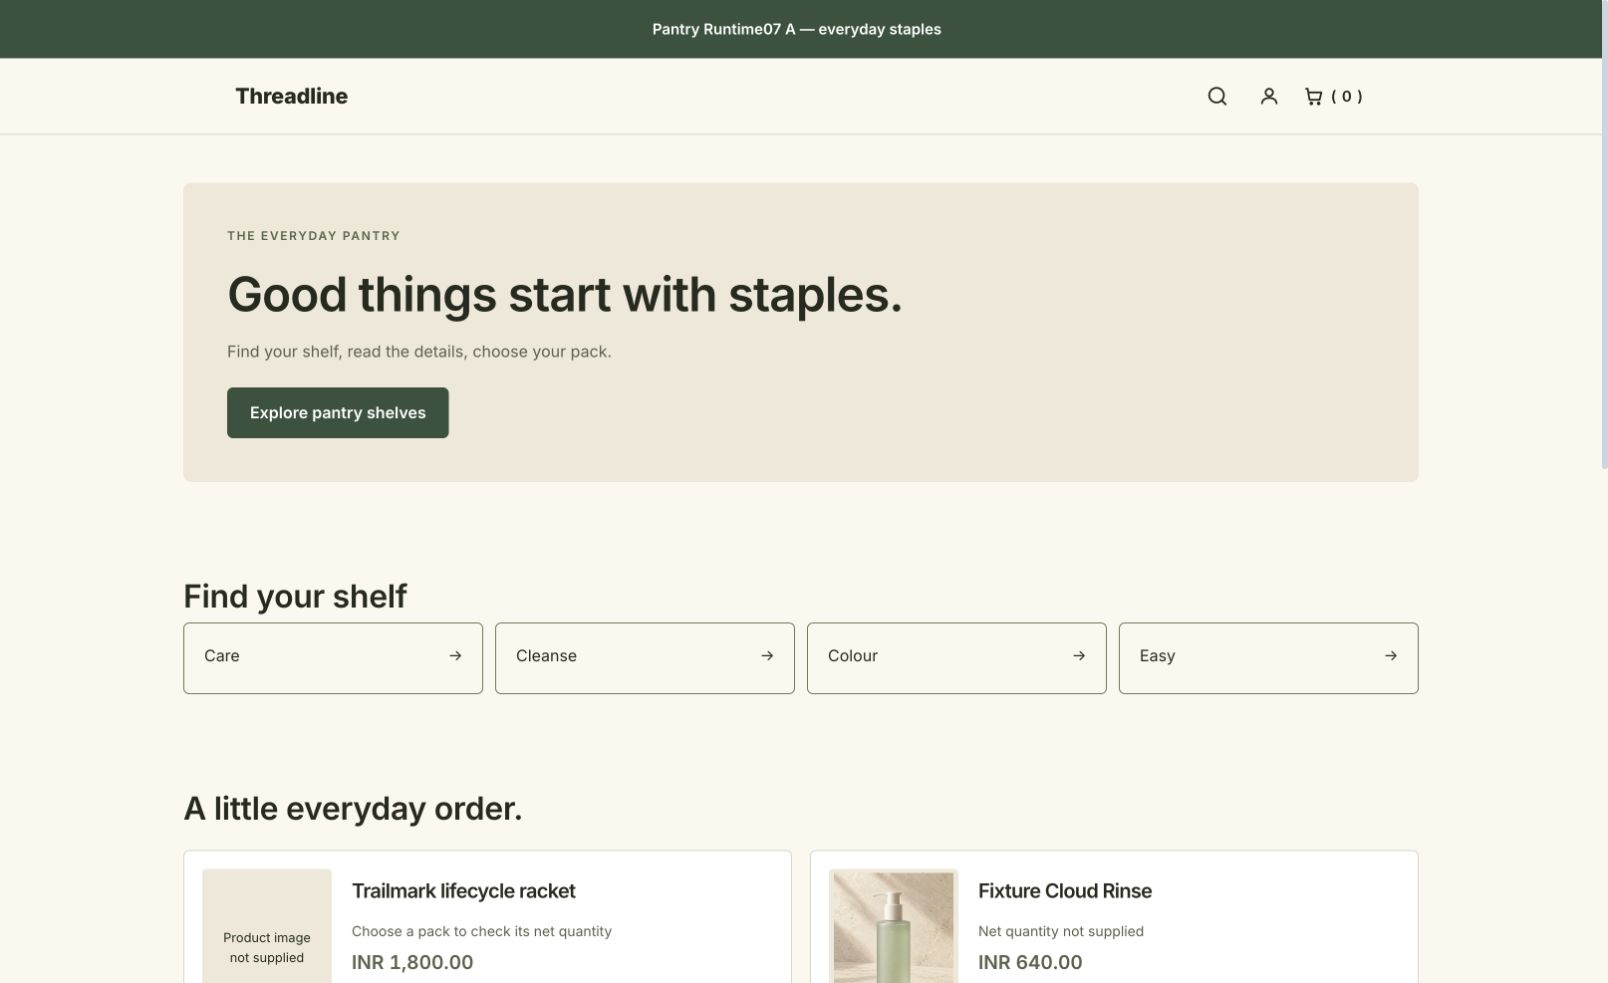 Pantry Runtime07 A — everyday staples
Threadline
( 0 )
THE EVERYDAY PANTRY
Good things start with staples.
Find your shelf, read the details, choose your pack.
Explore pantry shelves
Find your shelf
Care →
Cleanse →
Colour →
Easy →
A little everyday order.
Product image
not supplied
Trailmark lifecycle racket
Choose a pack to check its net quantity
INR 1,800.00
Fixture Cloud Rinse
Net quantity not supplied
INR 640.00